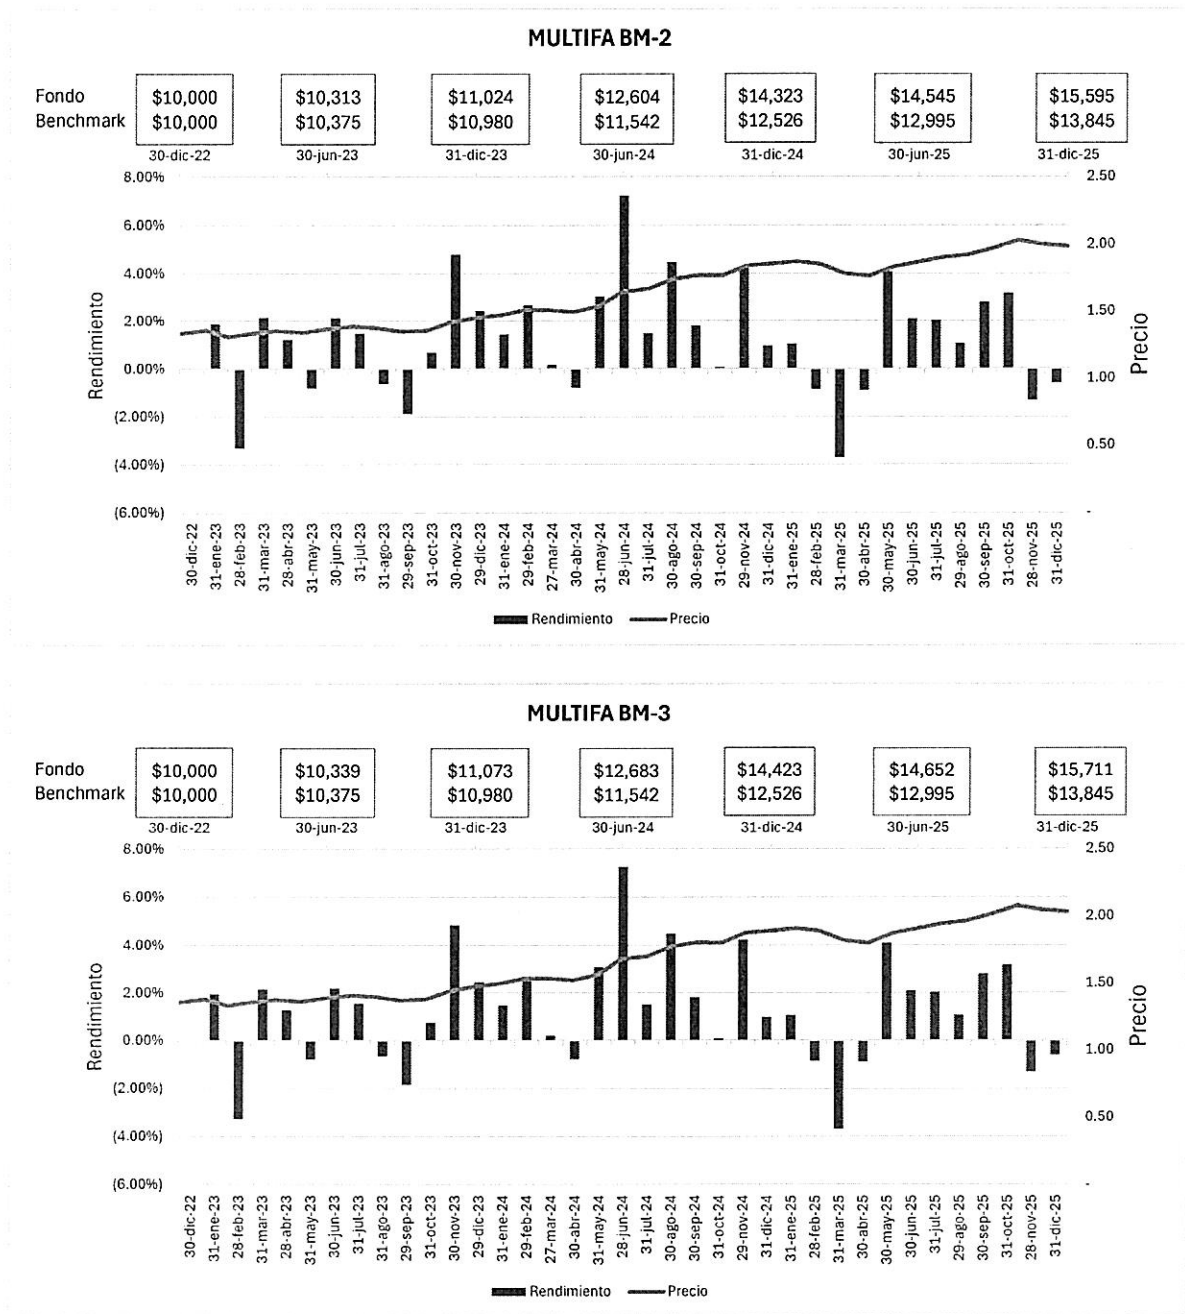 MULTIFA BM-2
Fondo $10,000 $10,313 $11,024 $12,604 $14,323 $14,545 $15,595
Benchmark $10,000 $10,375 $10,980 $11,542 $12,526 $12,995 $13,845
30-dic-22 30-jun-23 31-dic-23 30-jun-24 31-dic-24 30-jun-25 31-dic-25
8.00% 2.50
6.00% 2.00
4.00%
2.00% 1.50
0.00% 1.00
(2.00%)
(4.00%) 0.50
(6.00%) -
Rendimiento
Precio
30-dic-22 31-ene-23 28-feb-23 31-mar-23 28-abr-23 31-may-23 30-jun-23 31-jul-23 31-ago-23 29-sep-23 31-oct-23 30-nov-23 29-dic-23 31-ene-24 29-feb-24 27-mar-24 30-abr-24 31-may-24 28-jun-24 31-jul-24 30-ago-24 30-sep-24 31-oct-24 29-nov-24 31-dic-24 31-ene-25 28-feb-25 31-mar-25 30-abr-25 30-may-25 30-jun-25 31-jul-25 29-ago-25 30-sep-25 31-oct-25 28-nov-25 31-dic-25
Rendimiento Precio
MULTIFA BM-3
Fondo $10,000 $10,339 $11,073 $12,683 $14,423 $14,652 $15,711
Benchmark $10,000 $10,375 $10,980 $11,542 $12,526 $12,995 $13,845
30-dic-22 30-jun-23 31-dic-23 30-jun-24 31-dic-24 30-jun-25 31-dic-25
8.00% 2.50
6.00% 2.00
4.00%
2.00% 1.50
0.00% 1.00
(2.00%)
(4.00%) 0.50
(6.00%) -
Rendimiento
Precio
30-dic-22 31-ene-23 28-feb-23 31-mar-23 28-abr-23 31-may-23 30-jun-23 31-jul-23 31-ago-23 29-sep-23 31-oct-23 30-nov-23 29-dic-23 31-ene-24 29-feb-24 27-mar-24 30-abr-24 31-may-24 28-jun-24 31-jul-24 30-ago-24 30-sep-24 31-oct-24 29-nov-24 31-dic-24 31-ene-25 28-feb-25 31-mar-25 30-abr-25 30-may-25 30-jun-25 31-jul-25 29-ago-25 30-sep-25 31-oct-25 28-nov-25 31-dic-25
Rendimiento Precio